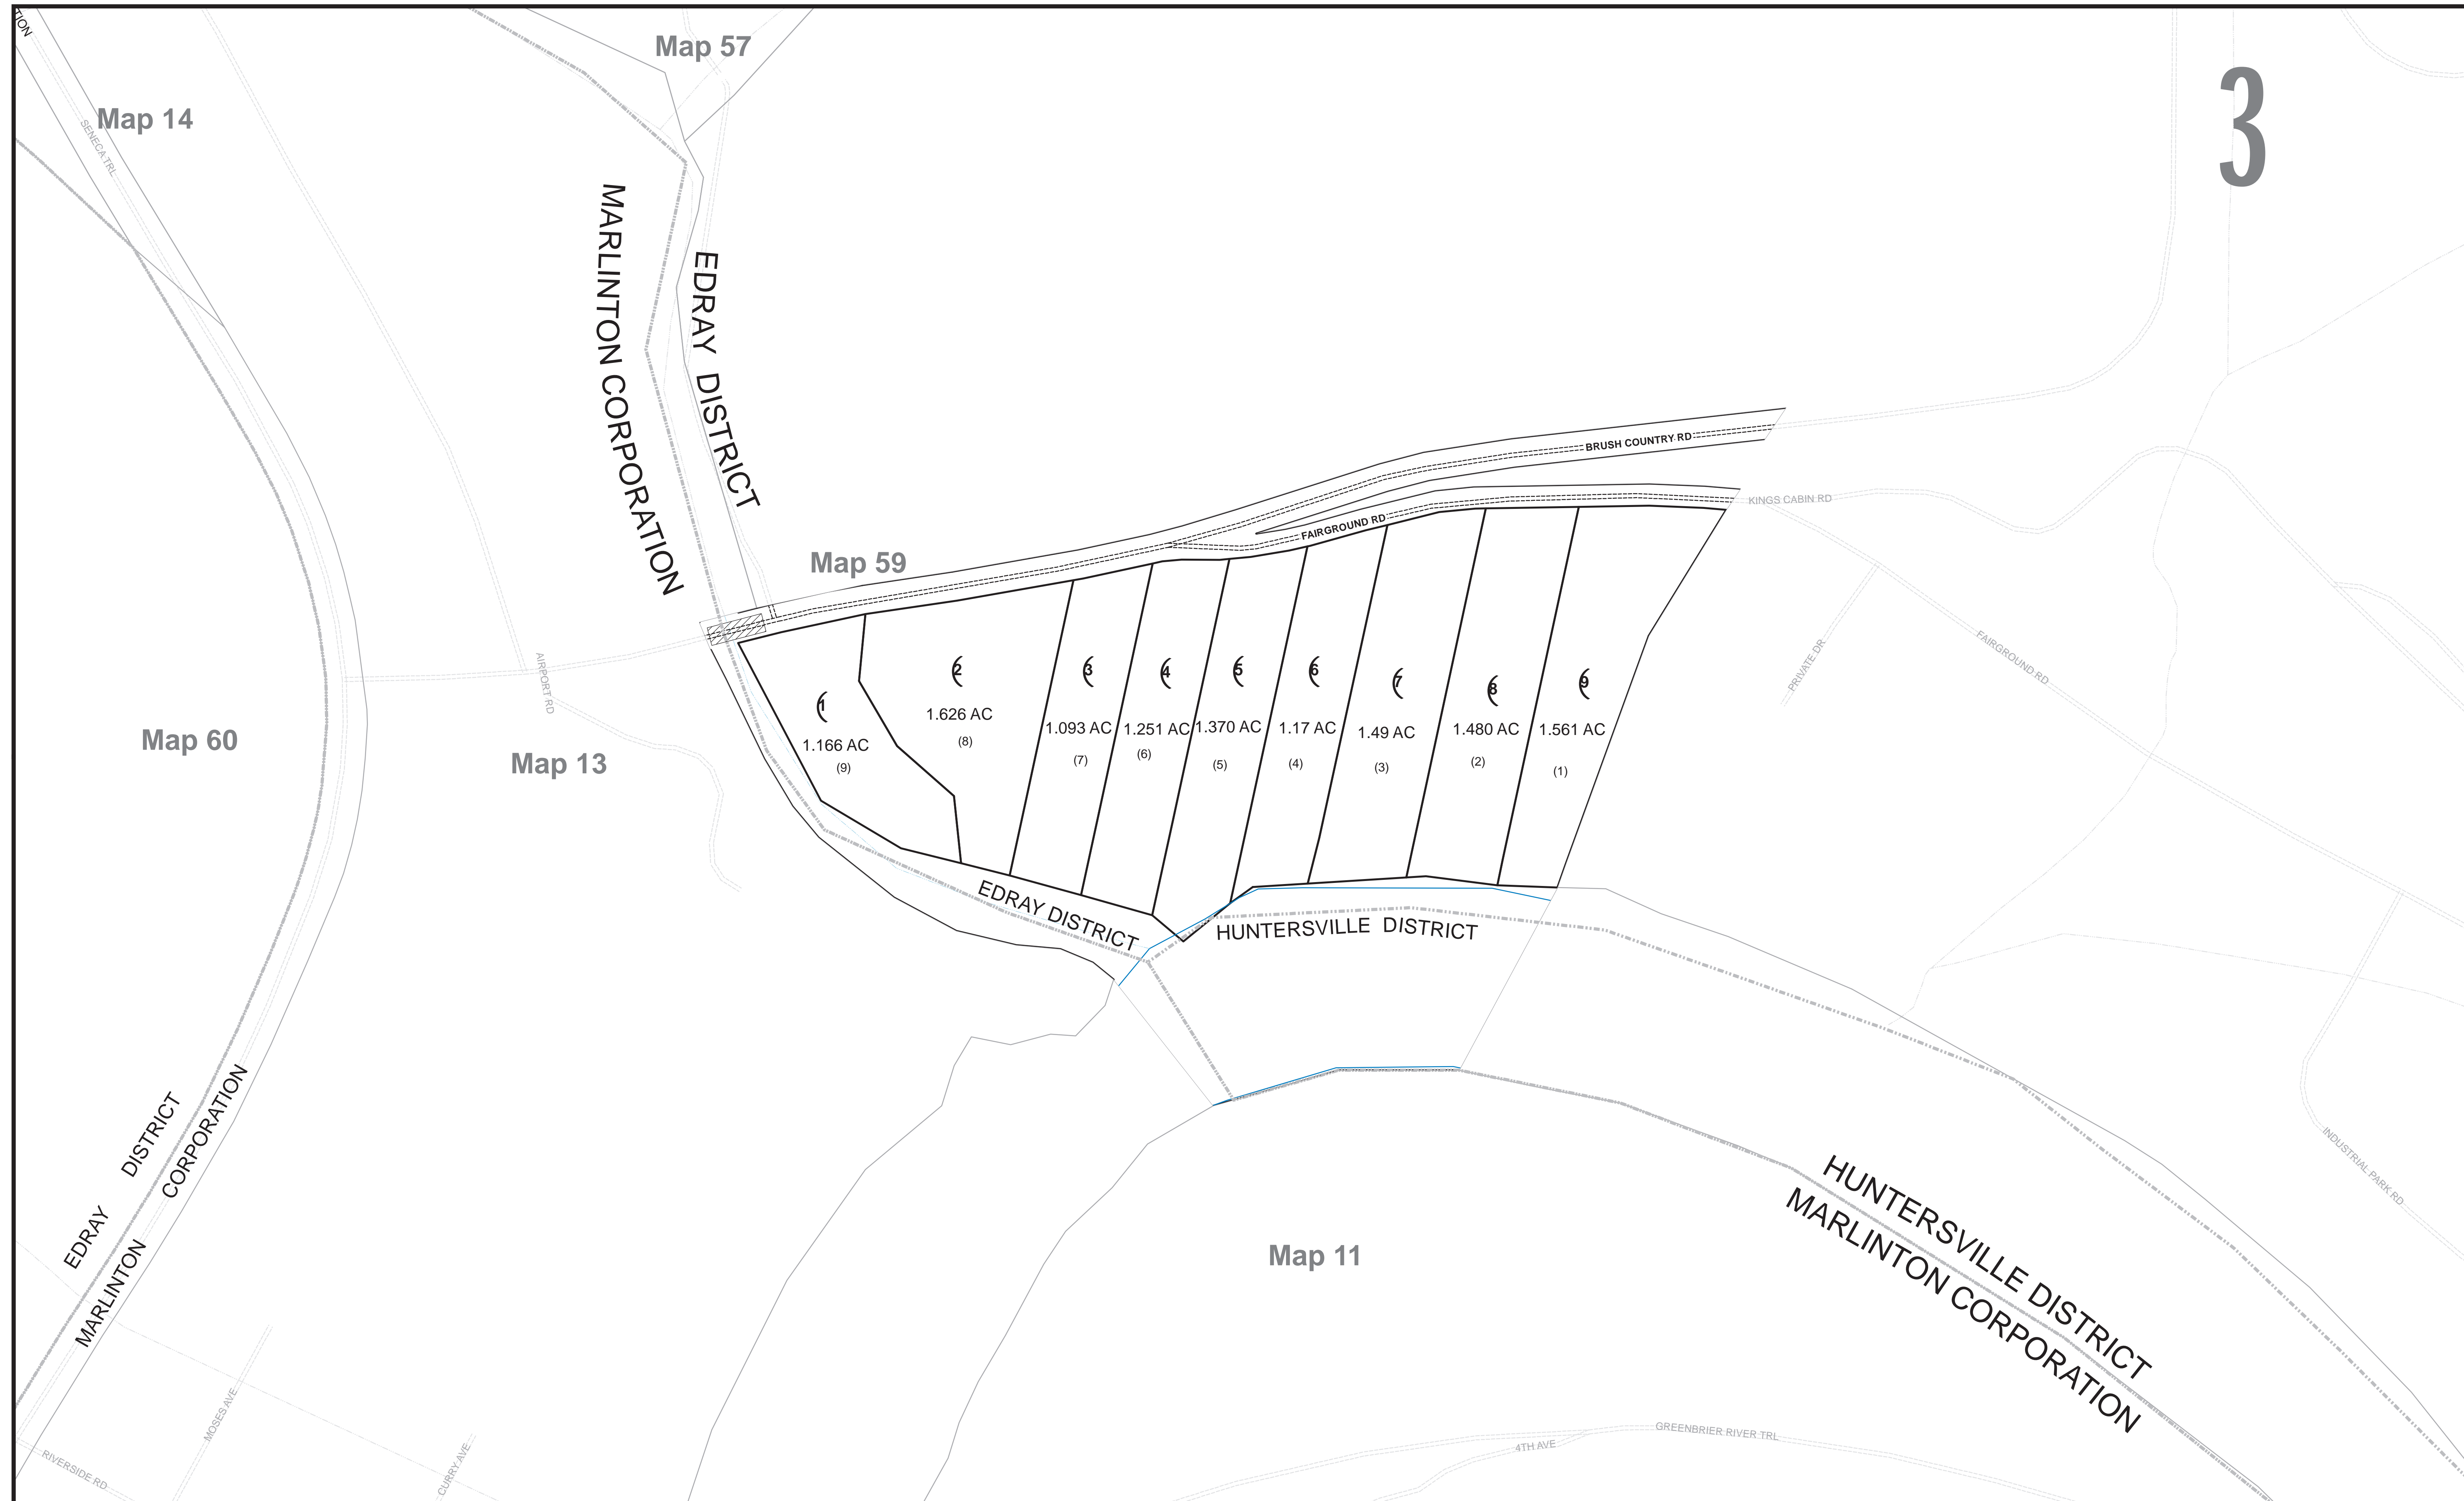 TION
Map 57
3
Map 14
SENECA TRL
MARLINTON CORPORATION
EDRAY DISTRICT
BRUSH COUNTRY RD
KINGS CABIN RD
FAIRGROUND RD
Map 59
AIRPORT RD
PRIVATE DR
FAIRGROUND RD
1
1.166 AC
(9)
2
1.626 AC
(8)
3
1.093 AC
(7)
4
1.251 AC
(6)
5
1.370 AC
(5)
6
1.17 AC
(4)
7
1.49 AC
(3)
8
1.480 AC
(2)
9
1.561 AC
(1)
Map 60
Map 13
EDRAY DISTRICT
HUNTERSVILLE DISTRICT
EDRAY DISTRICT
MARLINTON CORPORATION
INDUSTRIAL PARK RD
HUNTERSVILLE DISTRICT
MARLINTON CORPORATION
Map 11
MOSES AVE
RIVERSIDE RD
CURRY AVE
4TH AVE
GREENBRIER RIVER TRL